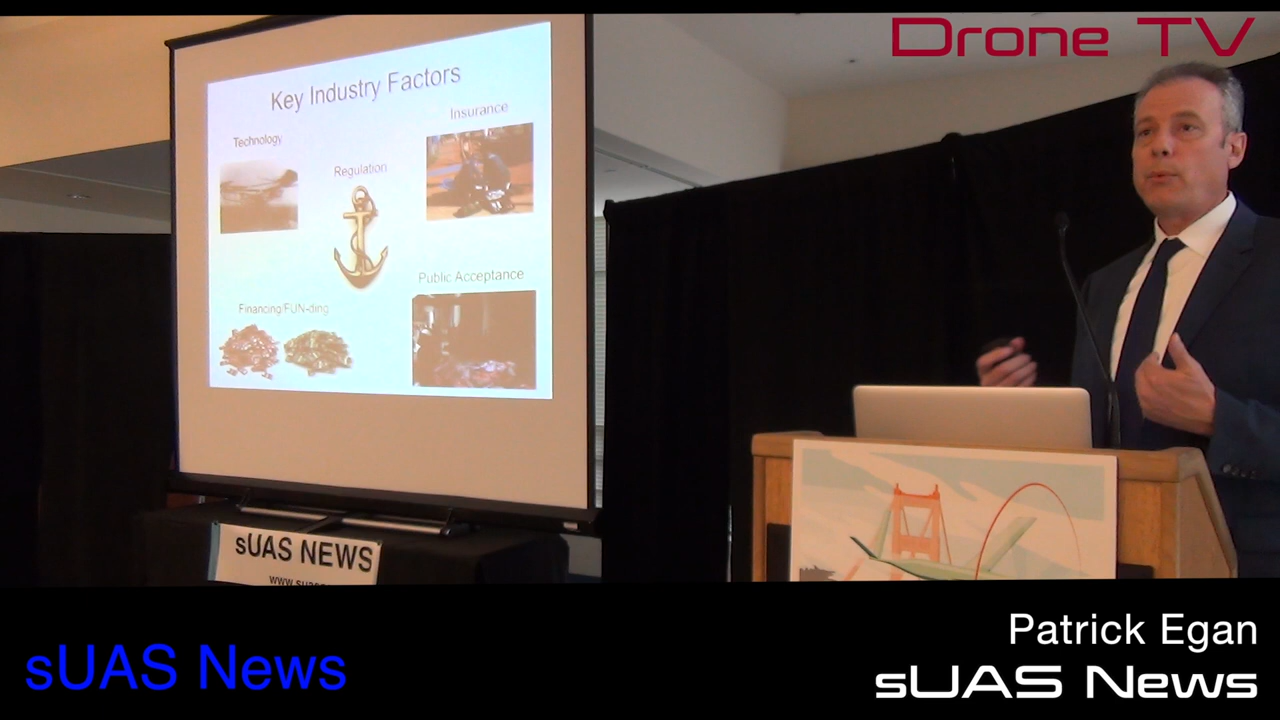 Drone TV
Key Industry Factors
Insurance
Technology
Regulation
Public Acceptance
Financing/FUN-ding
sUAS NEWS
Patrick Egan
sUAS News
sUAS News